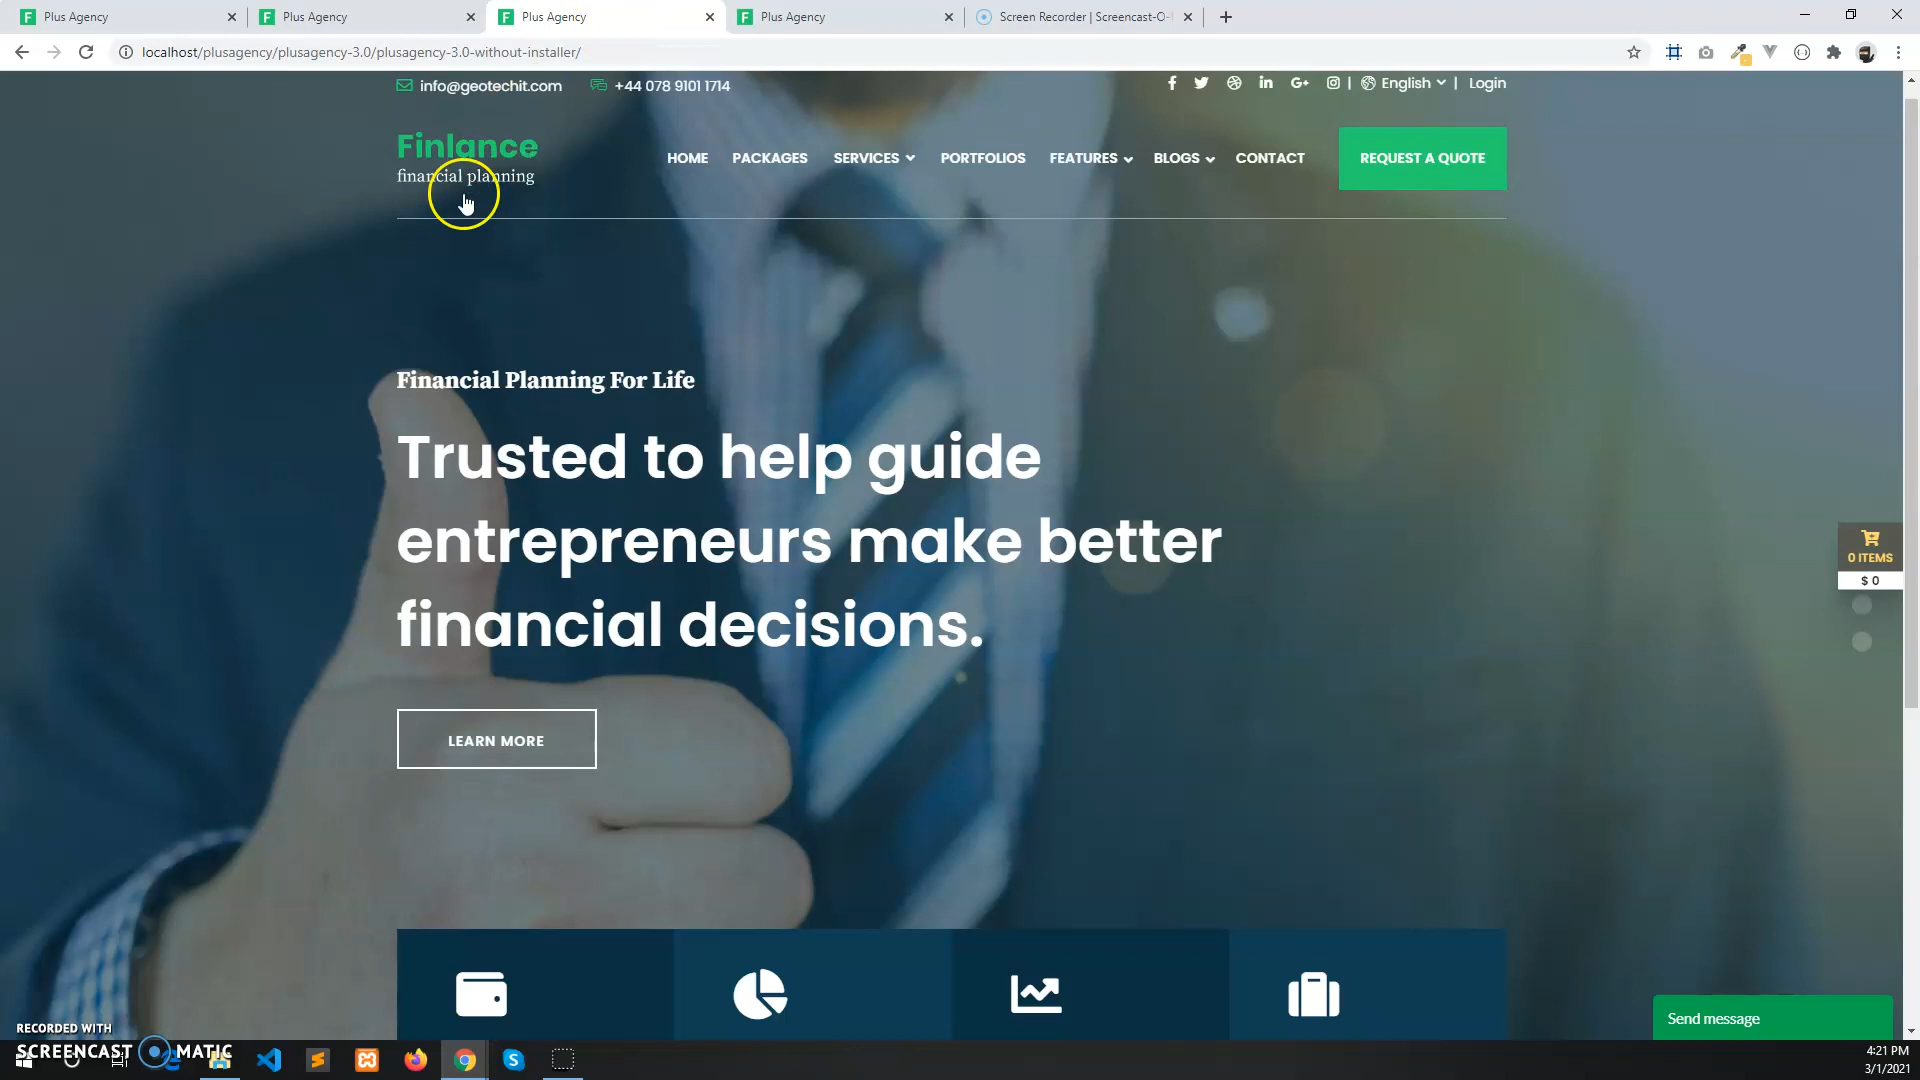 Plus Agency
Plus Agency
Plus Agency
Plus Agency
Screen Recorder | Screencast-O-
localhost/plusagency/plusagency-3.0/plusagency-3.0-without-installer/
info@geotechit.com
+44 078 9101 1714
| English | Login
Finlance
financial planning
HOME PACKAGES SERVICES PORTFOLIOS FEATURES BLOGS CONTACT
REQUEST A QUOTE
Financial Planning For Life
Trusted to help guide
entrepreneurs make better
financial decisions.
0 ITEMS
$ 0
LEARN MORE
Send message
RECORDED WITH
SCREENCAST MATIC
4:21 PM
3/1/2021